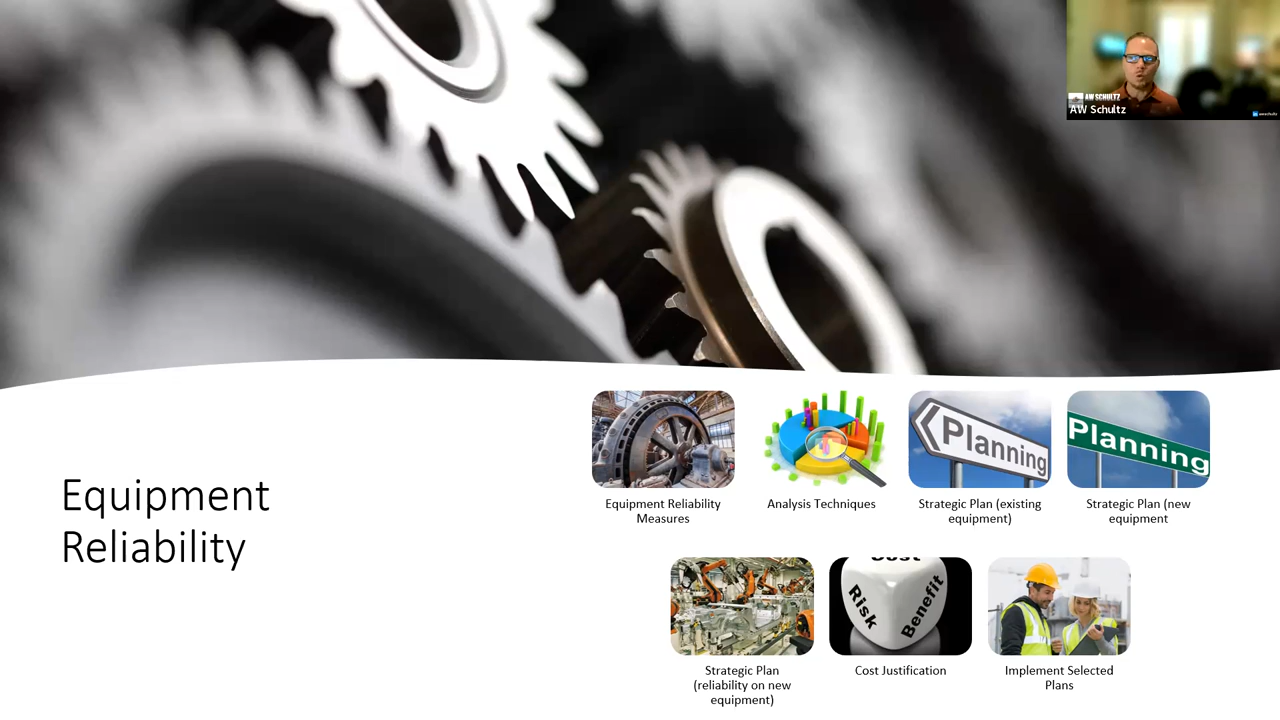 AW SCHULTZ
AW Schultz
Equipment
Reliability
Planning
Planning
Equipment Reliability
Measures
Analysis Techniques
Strategic Plan (existing
equipment)
Strategic Plan (new
equipment
Cost
Risk
Benefit
Strategic Plan
(reliability on new
equipment)
Cost Justification
Implement Selected
Plans